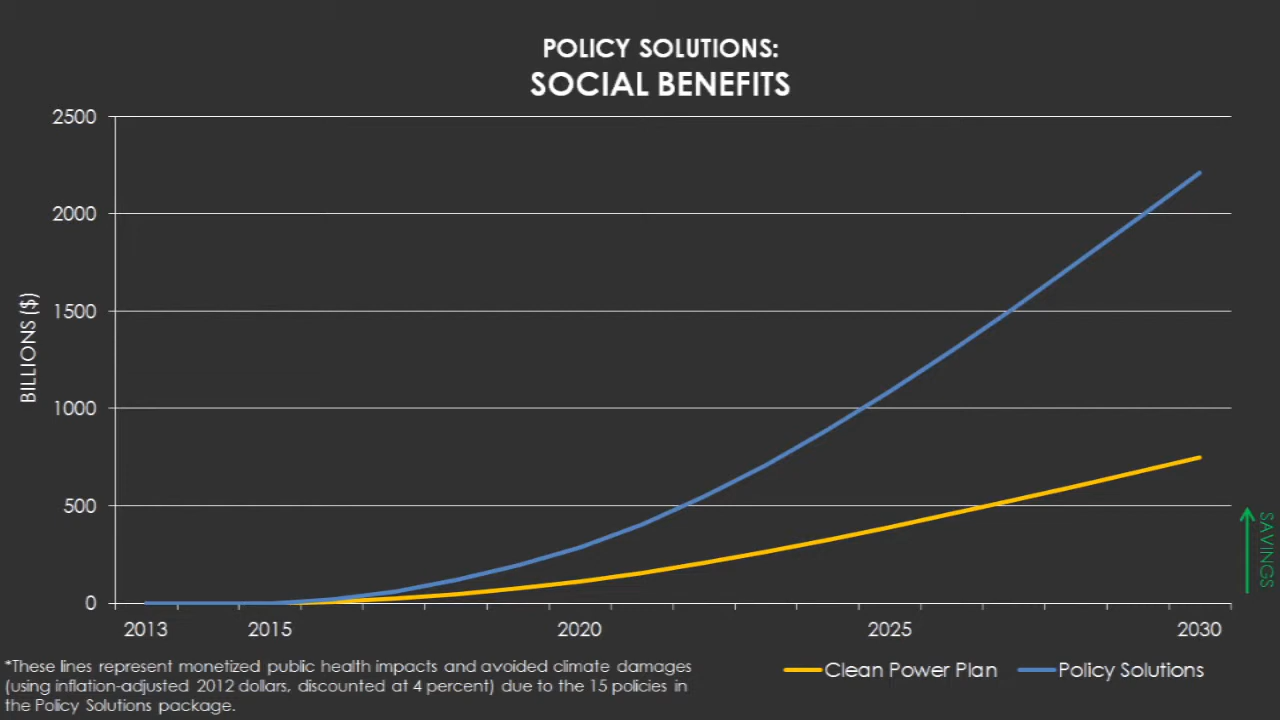 POLICY SOLUTIONS:
SOCIAL BENEFITS
2500
2000
1500
1000
500
0
BILLIONS ($)
SAVINGS
2013 2015 2020 2025 2030
*These lines represent monetized public health impacts and avoided climate damages
(using inflation-adjusted 2012 dollars, discounted at 4 percent) due to the 15 policies in
the Policy Solutions package.
Clean Power Plan Policy Solutions